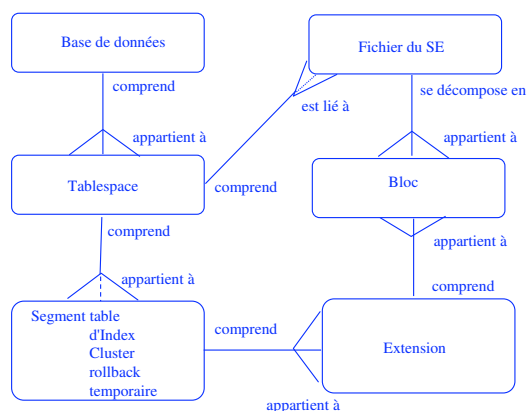 Base de données
Fichier du SE
comprend
se décompose en
est lié à
appartient à
appartient à
Tablespace
comprend
Bloc
comprend
appartient à
appartient à
comprend
Segment table
d'Index
Cluster
rollback
temporaire
comprend
Extension
appartient à